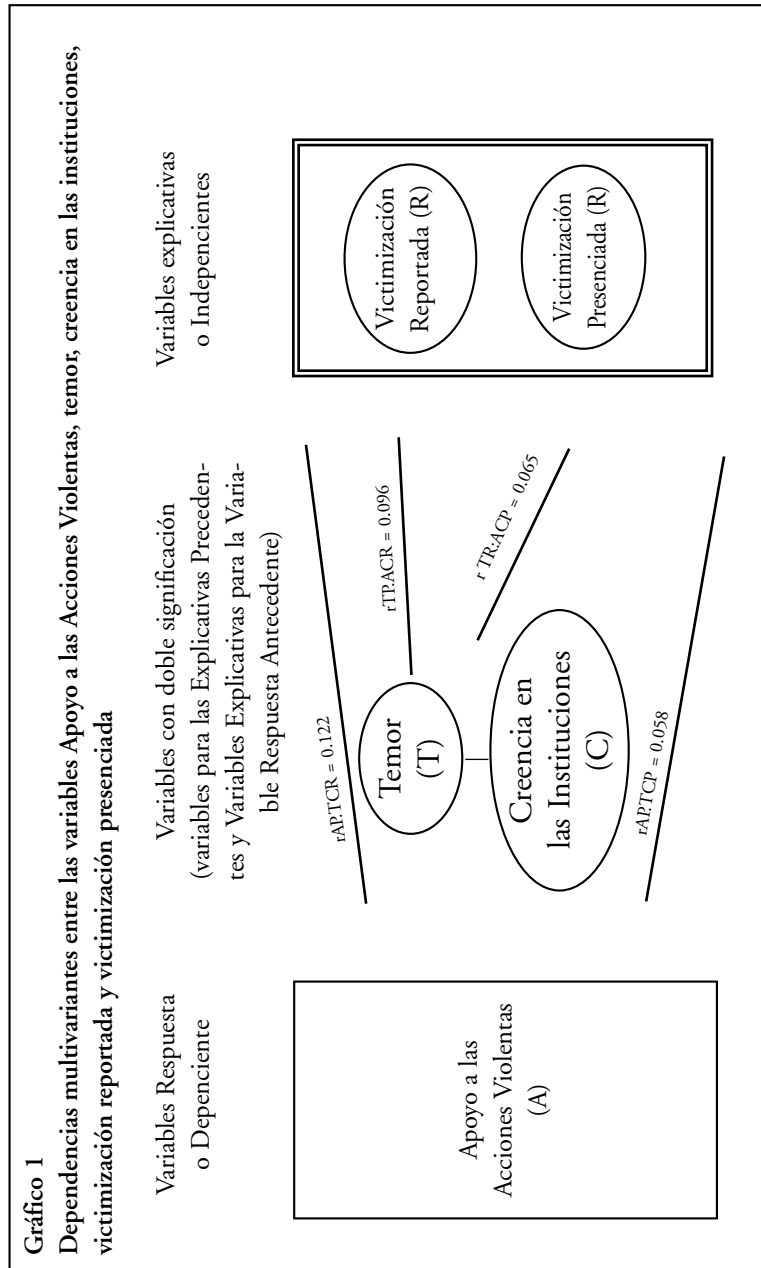 Gráfico 1
Dependencias multivariantes entre las variables Apoyo a las Acciones Violentas, temor, creencia en las instituciones,
victimización reportada y victimización presenciada
Variables Respuesta
o Depenciente
Variables con doble significación
(variables para las Explicativas Preceden-
tes y Variables Explicativas para la Varia-
ble Respuesta Antecedente)
Variables explicativas
o Indepencientes
Apoyo a las
Acciones Violentas
(A)
rAP.TCR = 0.122
Temor
(T)
rTP.ACR = 0.096
Creencia en
las Instituciones
(C)
r TR:ACP = 0.065
rAP.TCP = 0.058
Victimización
Reportada (R)
Victimización
Presenciada (R)